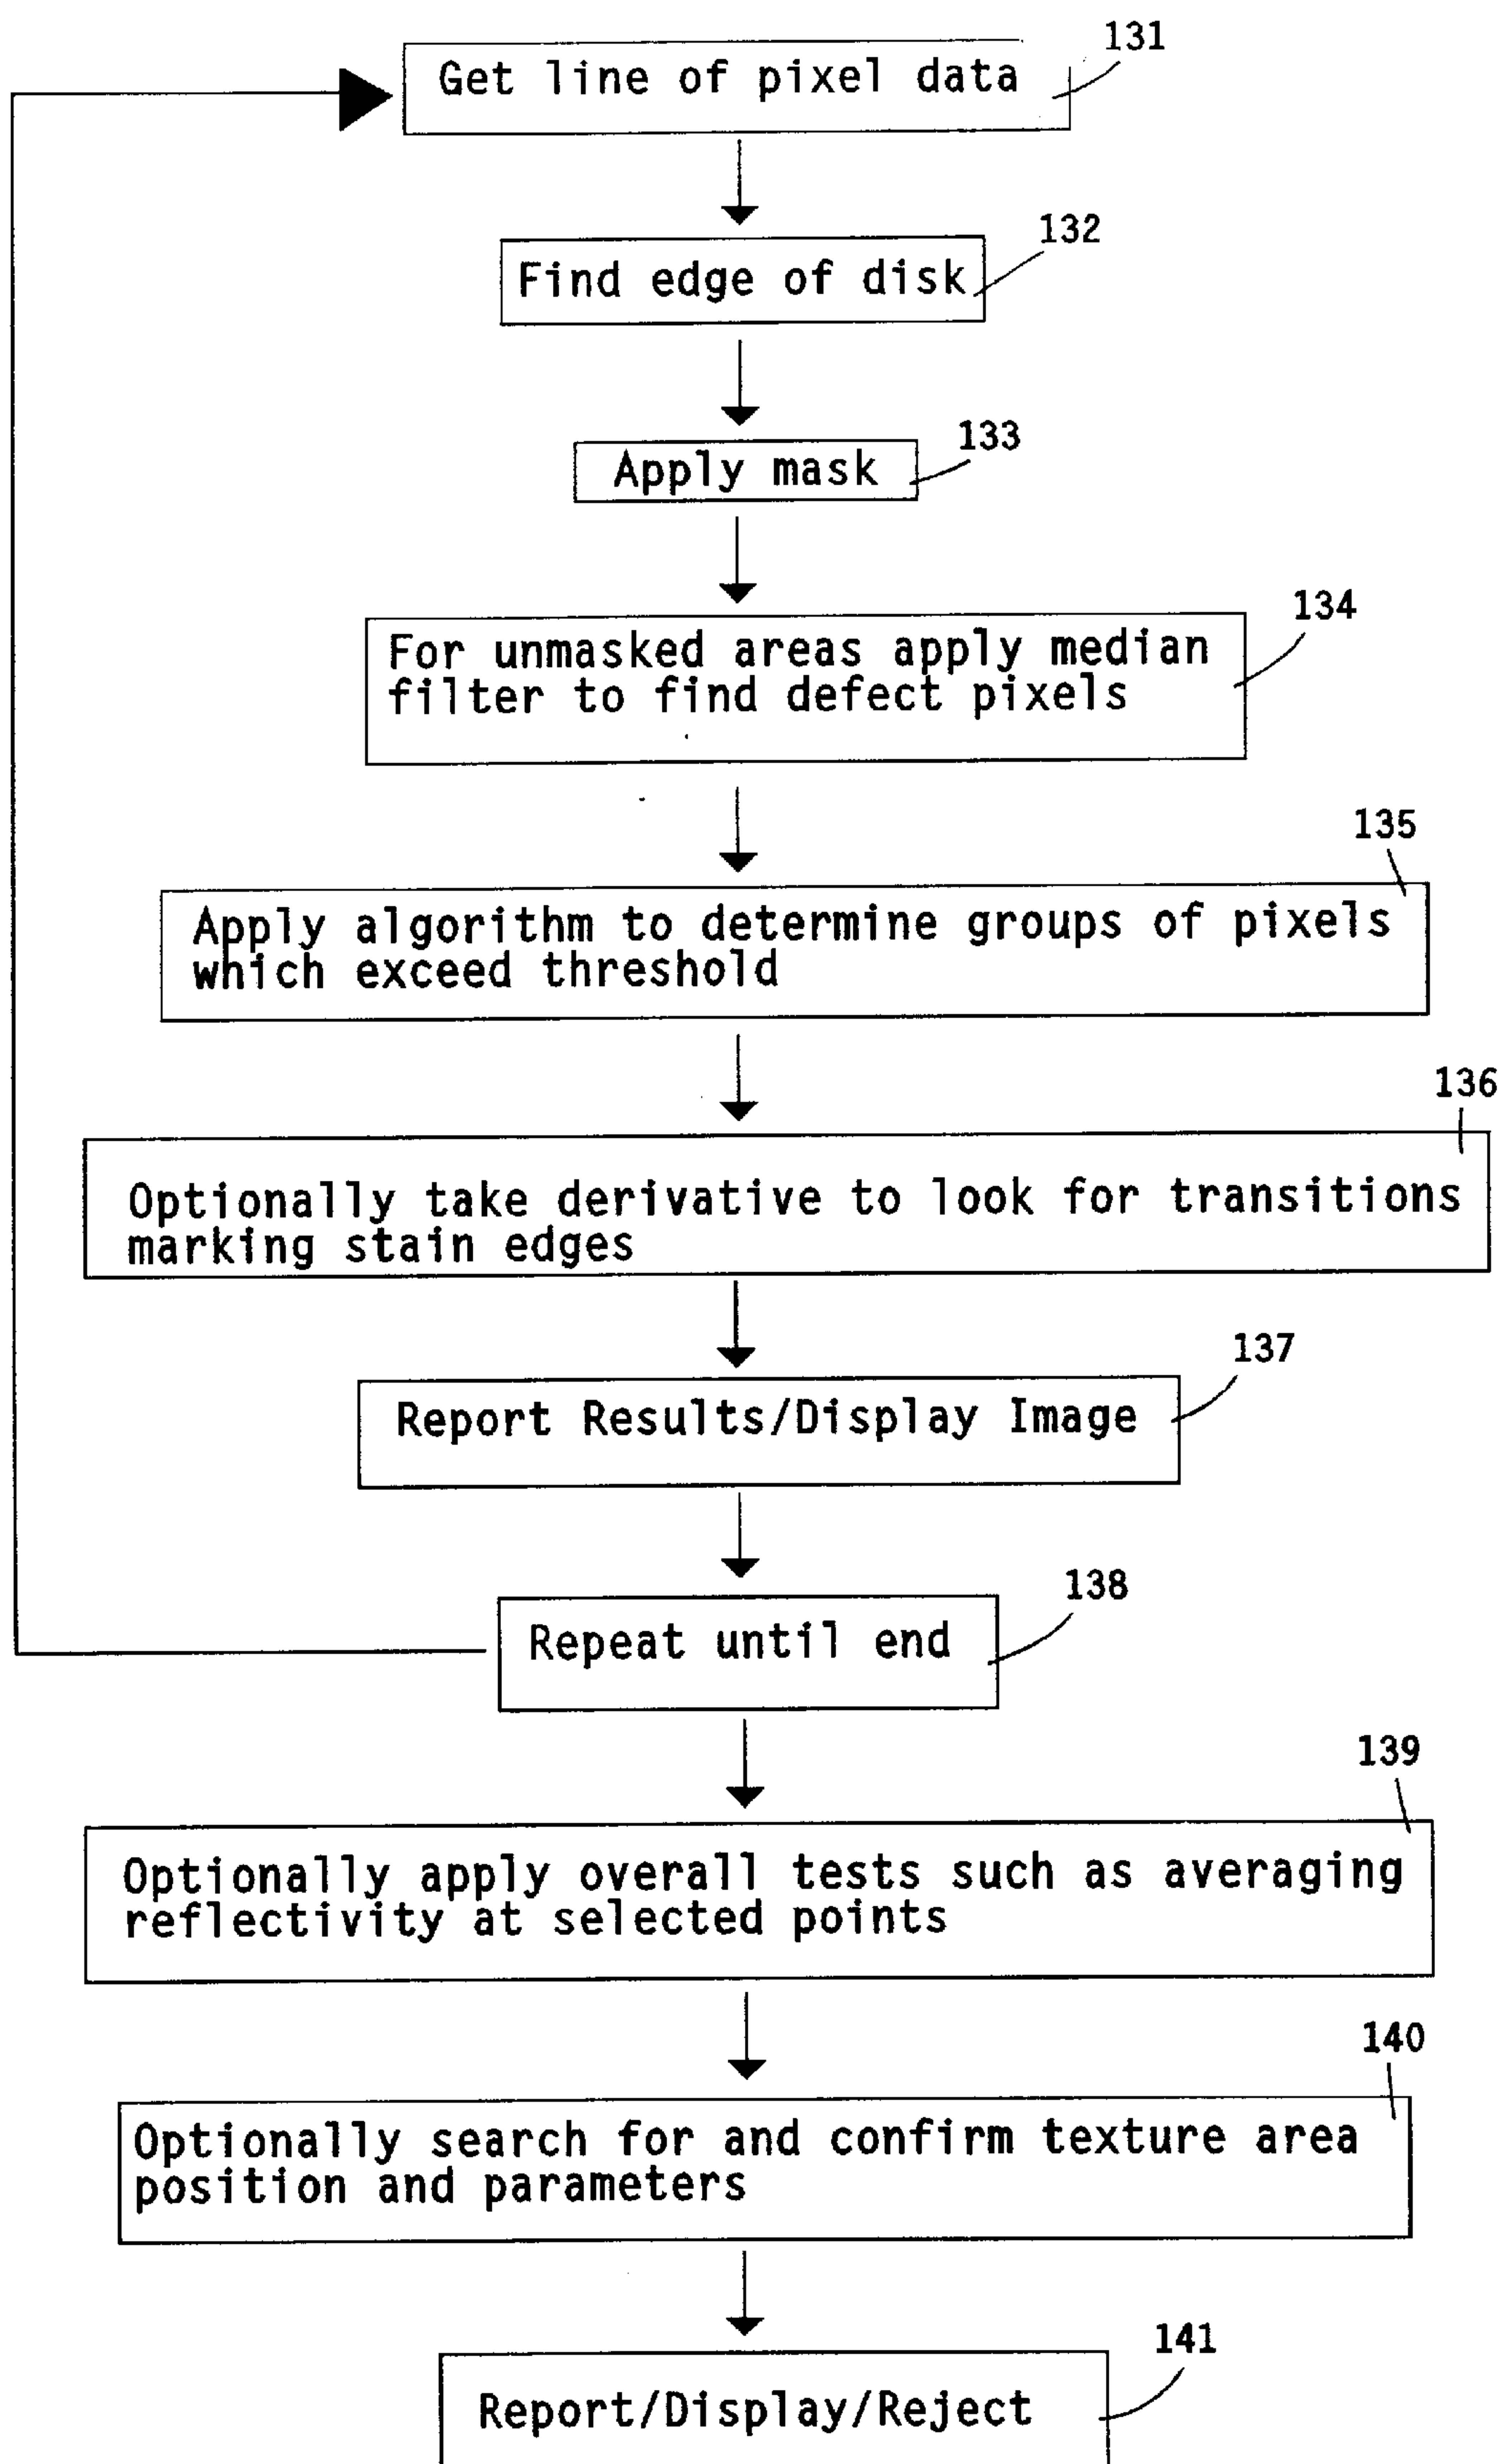 131
Get line of pixel data
132
Find edge of disk
133
Apply mask
134
For unmasked areas apply median
filter to find defect pixels
135
Apply algorithm to determine groups of pixels
which exceed threshold
136
Optionally take derivative to look for transitions
marking stain edges
137
Report Results/Display Image
138
Repeat until end
139
Optionally apply overall tests such as averaging
reflectivity at selected points
140
Optionally search for and confirm texture area
position and parameters
141
Report/Display/Reject